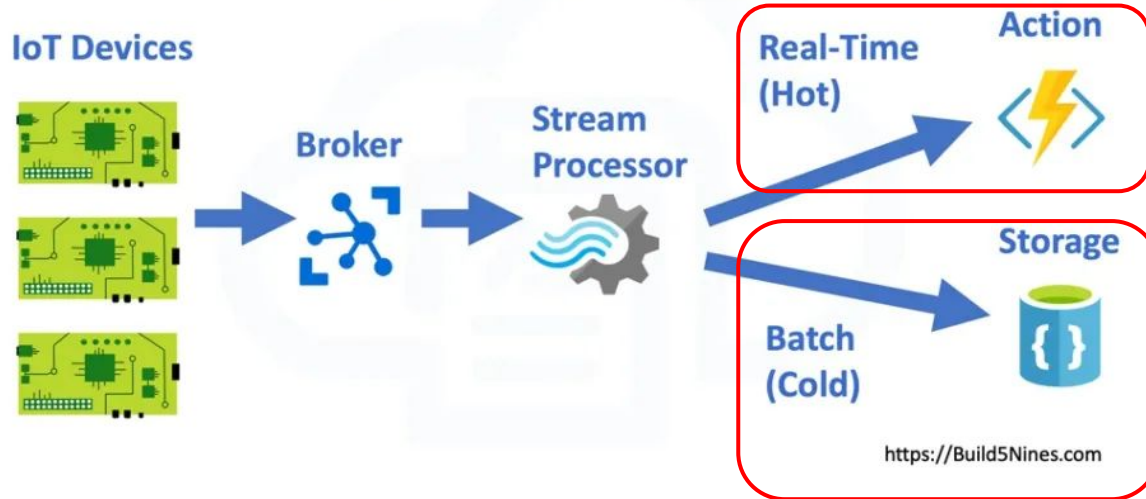 IoT Devices
Broker
Stream
Processor
Real-Time
(Hot)
Action
Batch
(Cold)
Storage
{ }
https://Build5Nines.com